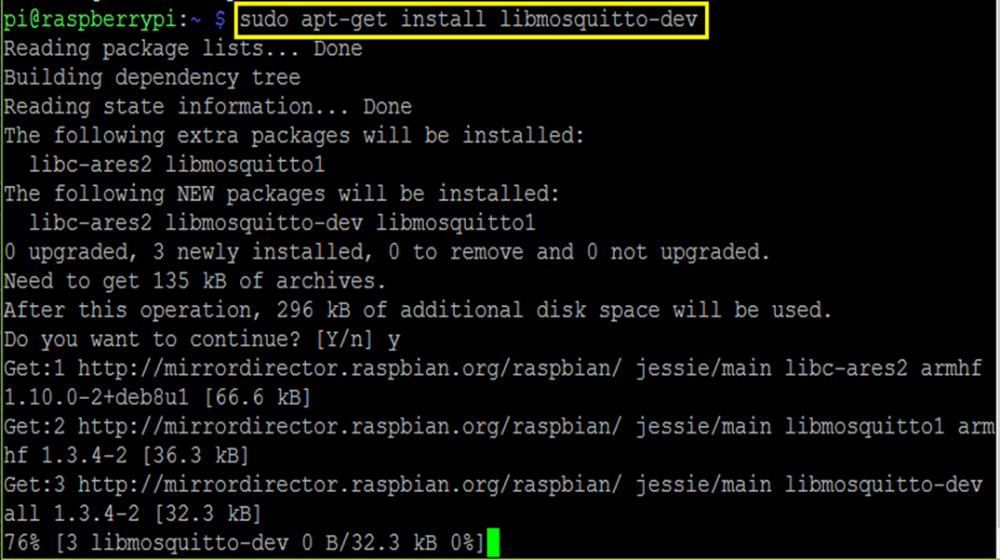 pi@raspberrypi:~ $ sudo apt-get install libmosquitto-dev
Reading package lists... Done
Building dependency tree
Reading state information... Done
The following extra packages will be installed:
  libc-ares2 libmosquitto1
The following NEW packages will be installed:
  libc-ares2 libmosquitto-dev libmosquitto1
0 upgraded, 3 newly installed, 0 to remove and 0 not upgraded.
Need to get 135 kB of archives.
After this operation, 296 kB of additional disk space will be used.
Do you want to continue? [Y/n] y
Get:1 http://mirrordirector.raspbian.org/raspbian/ jessie/main libc-ares2 armhf
1.10.0-2+deb8u1 [66.6 kB]
Get:2 http://mirrordirector.raspbian.org/raspbian/ jessie/main libmosquitto1 arm
hf 1.3.4-2 [36.3 kB]
Get:3 http://mirrordirector.raspbian.org/raspbian/ jessie/main libmosquitto-dev
all 1.3.4-2 [32.3 kB]
76% [3 libmosquitto-dev 0 B/32.3 kB 0%]